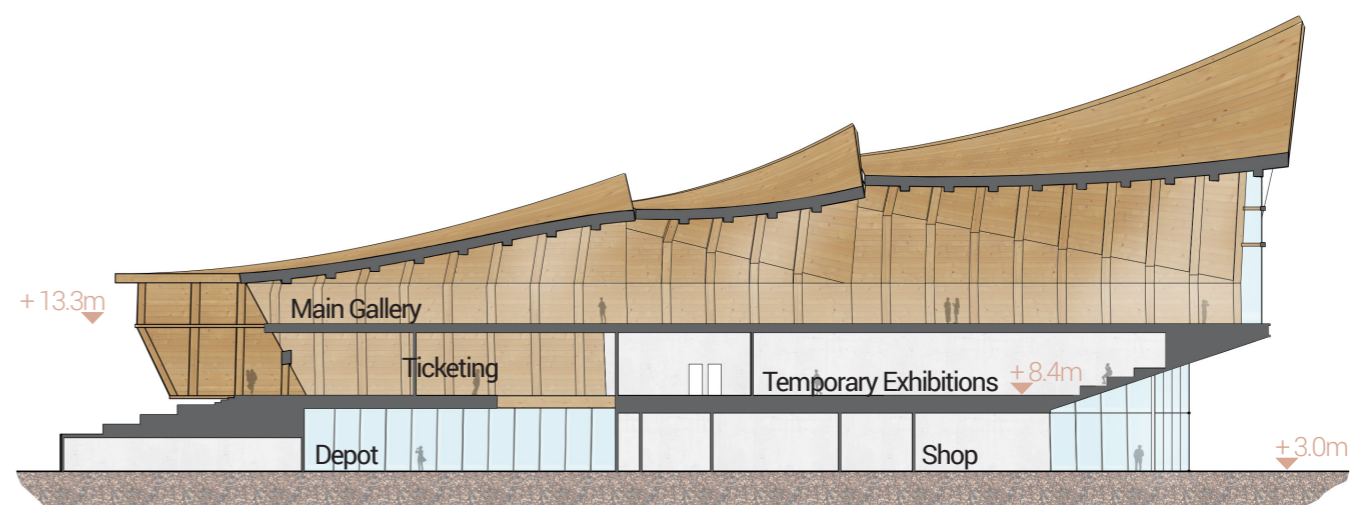 + 13.3m
Main Gallery
Ticketing
Temporary Exhibitions
+ 8.4m
Depot
Shop
+ 3.0m